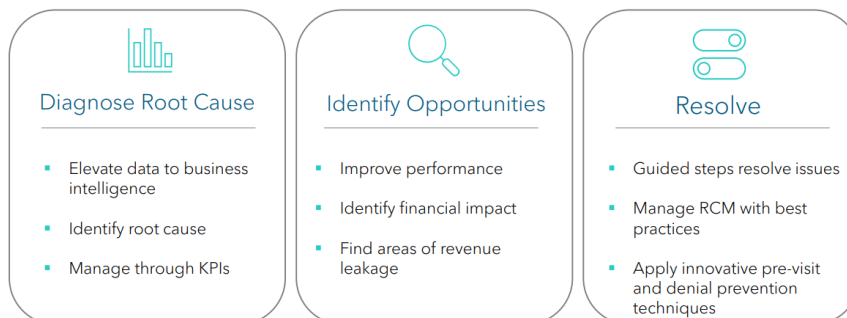 Diagnose Root Cause
▪ Elevate data to business
intelligence
▪ Identify root cause
▪ Manage through KPIs
Identify Opportunities
▪ Improve performance
▪ Identify financial impact
▪ Find areas of revenue
leakage
Resolve
▪ Guided steps resolve issues
▪ Manage RCM with best
practices
▪ Apply innovative pre-visit
and denial prevention
techniques